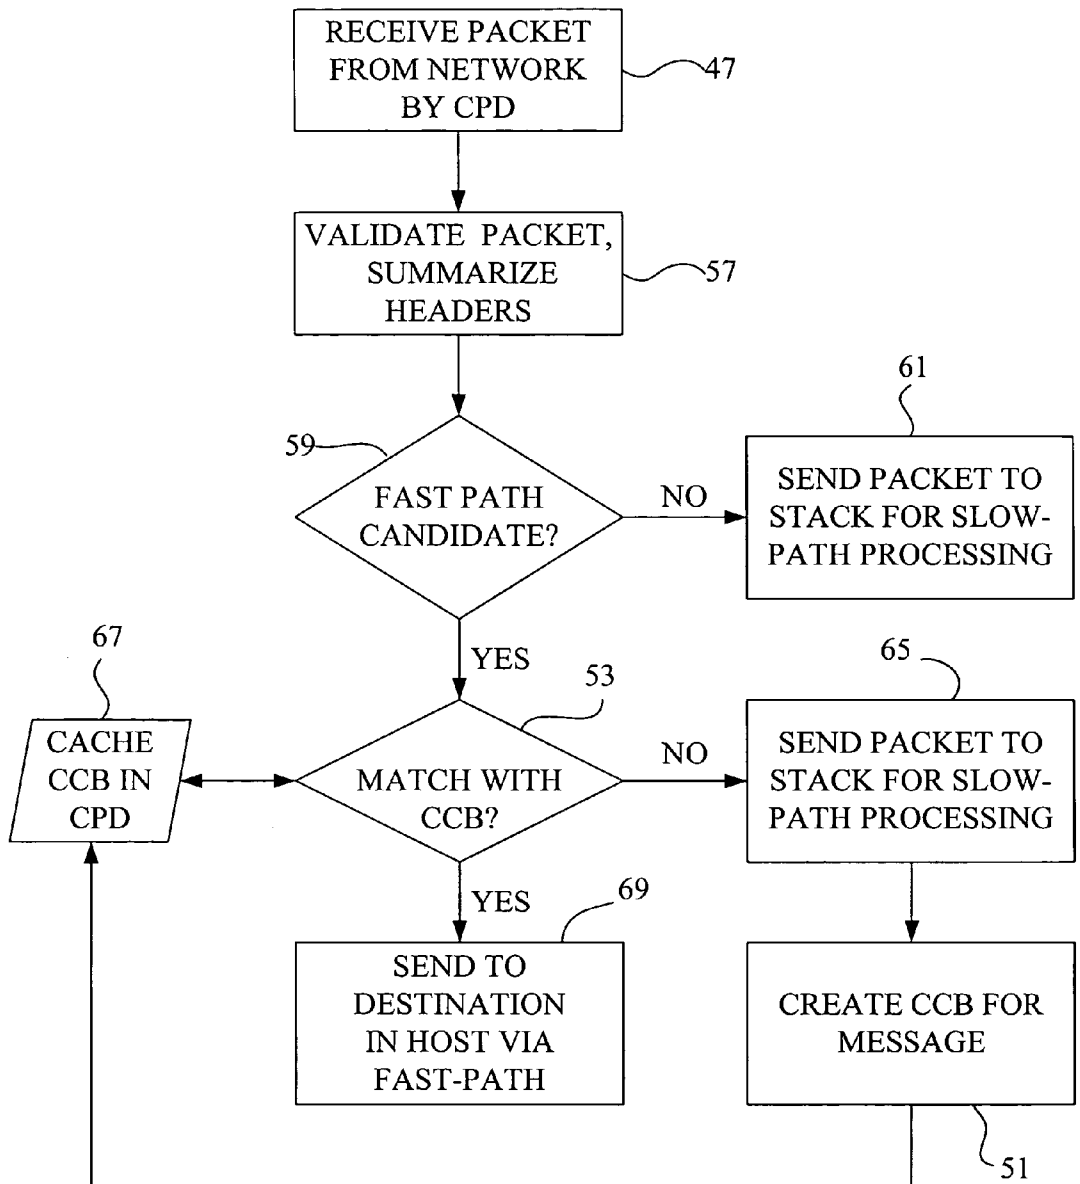 RECEIVE PACKET
FROM NETWORK
BY CPD
47
VALIDATE PACKET,
SUMMARIZE
HEADERS
57
59
FAST PATH
CANDIDATE?
NO
61
SEND PACKET TO
STACK FOR SLOW-
PATH PROCESSING
YES
67
CACHE
CCB IN
CPD
53
MATCH WITH
CCB?
NO
65
SEND PACKET TO
STACK FOR SLOW-
PATH PROCESSING
YES
69
SEND TO
DESTINATION
IN HOST VIA
FAST-PATH
CREATE CCB FOR
MESSAGE
51